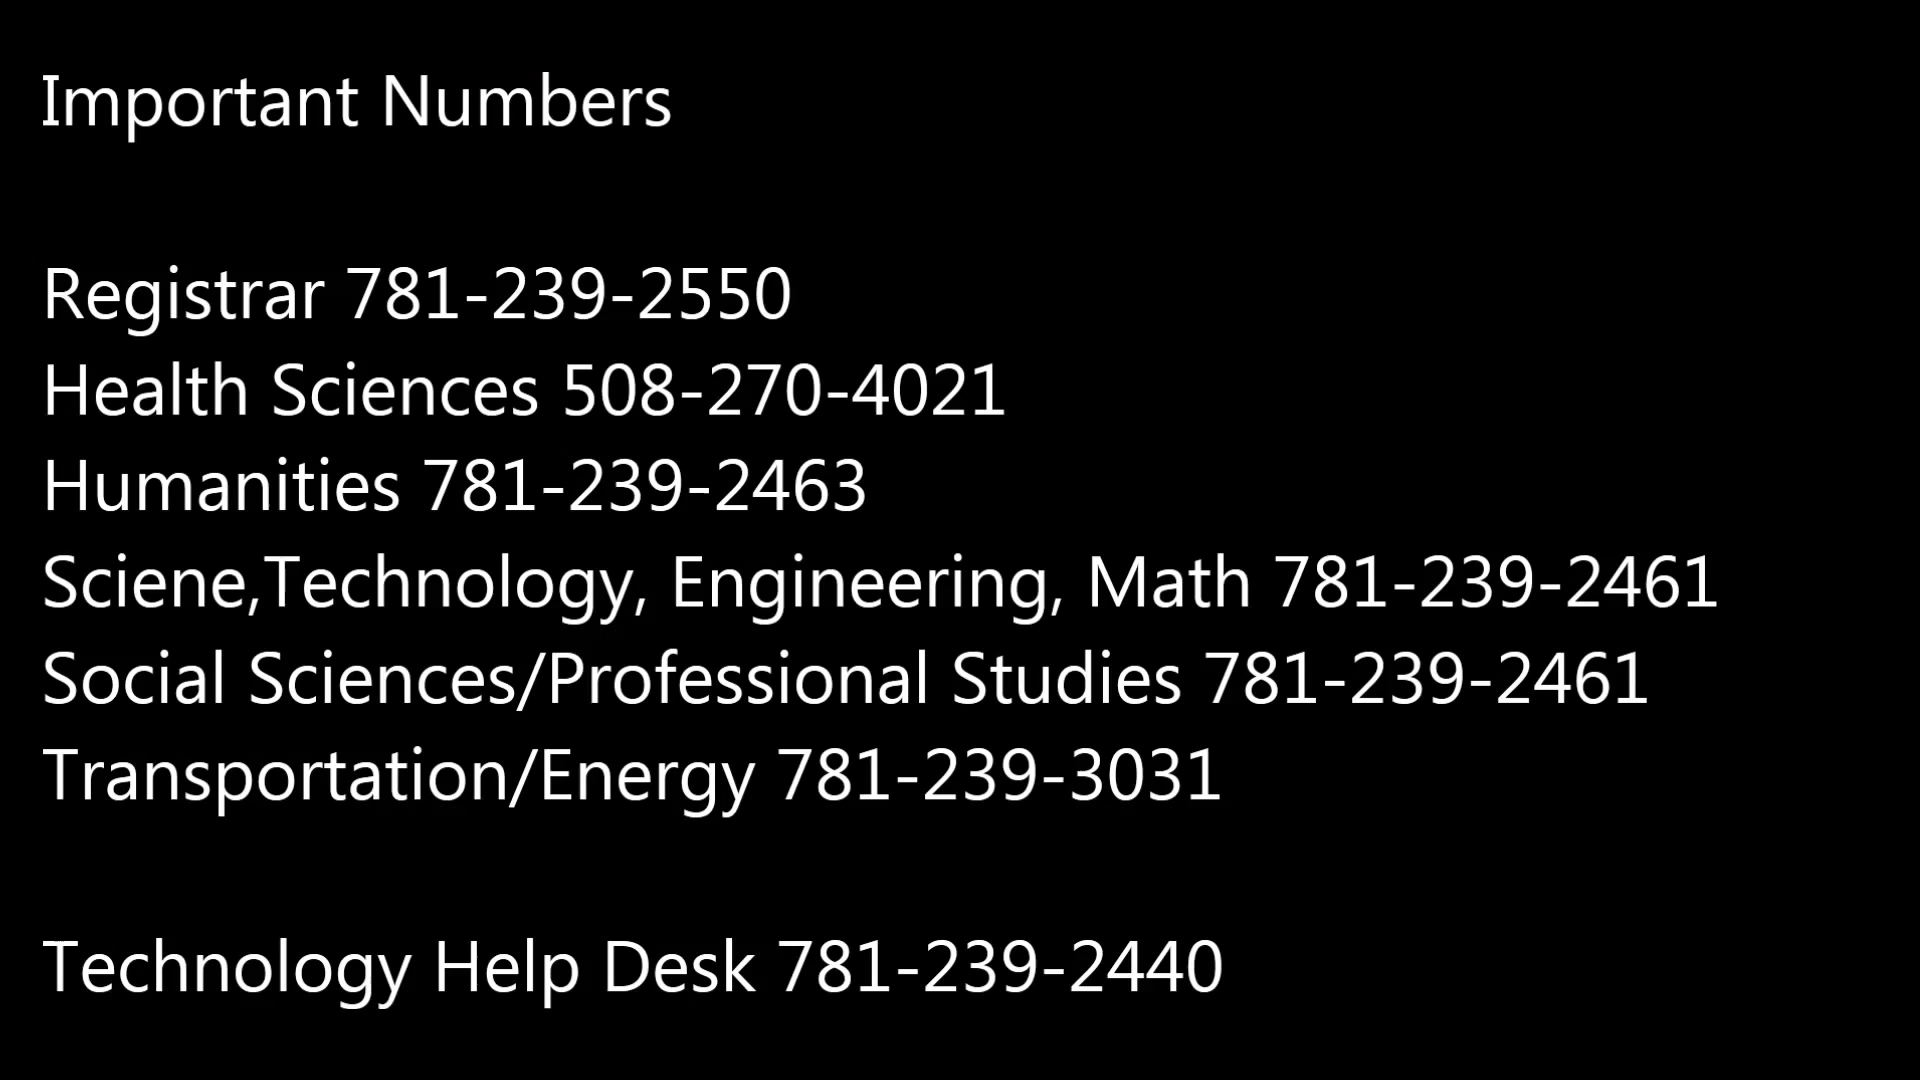 Important Numbers
Registrar 781-239-2550
Health Sciences 508-270-4021
Humanities 781-239-2463
Sciene,Technology, Engineering, Math 781-239-2461
Social Sciences/Professional Studies 781-239-2461
Transportation/Energy 781-239-3031
Technology Help Desk 781-239-2440